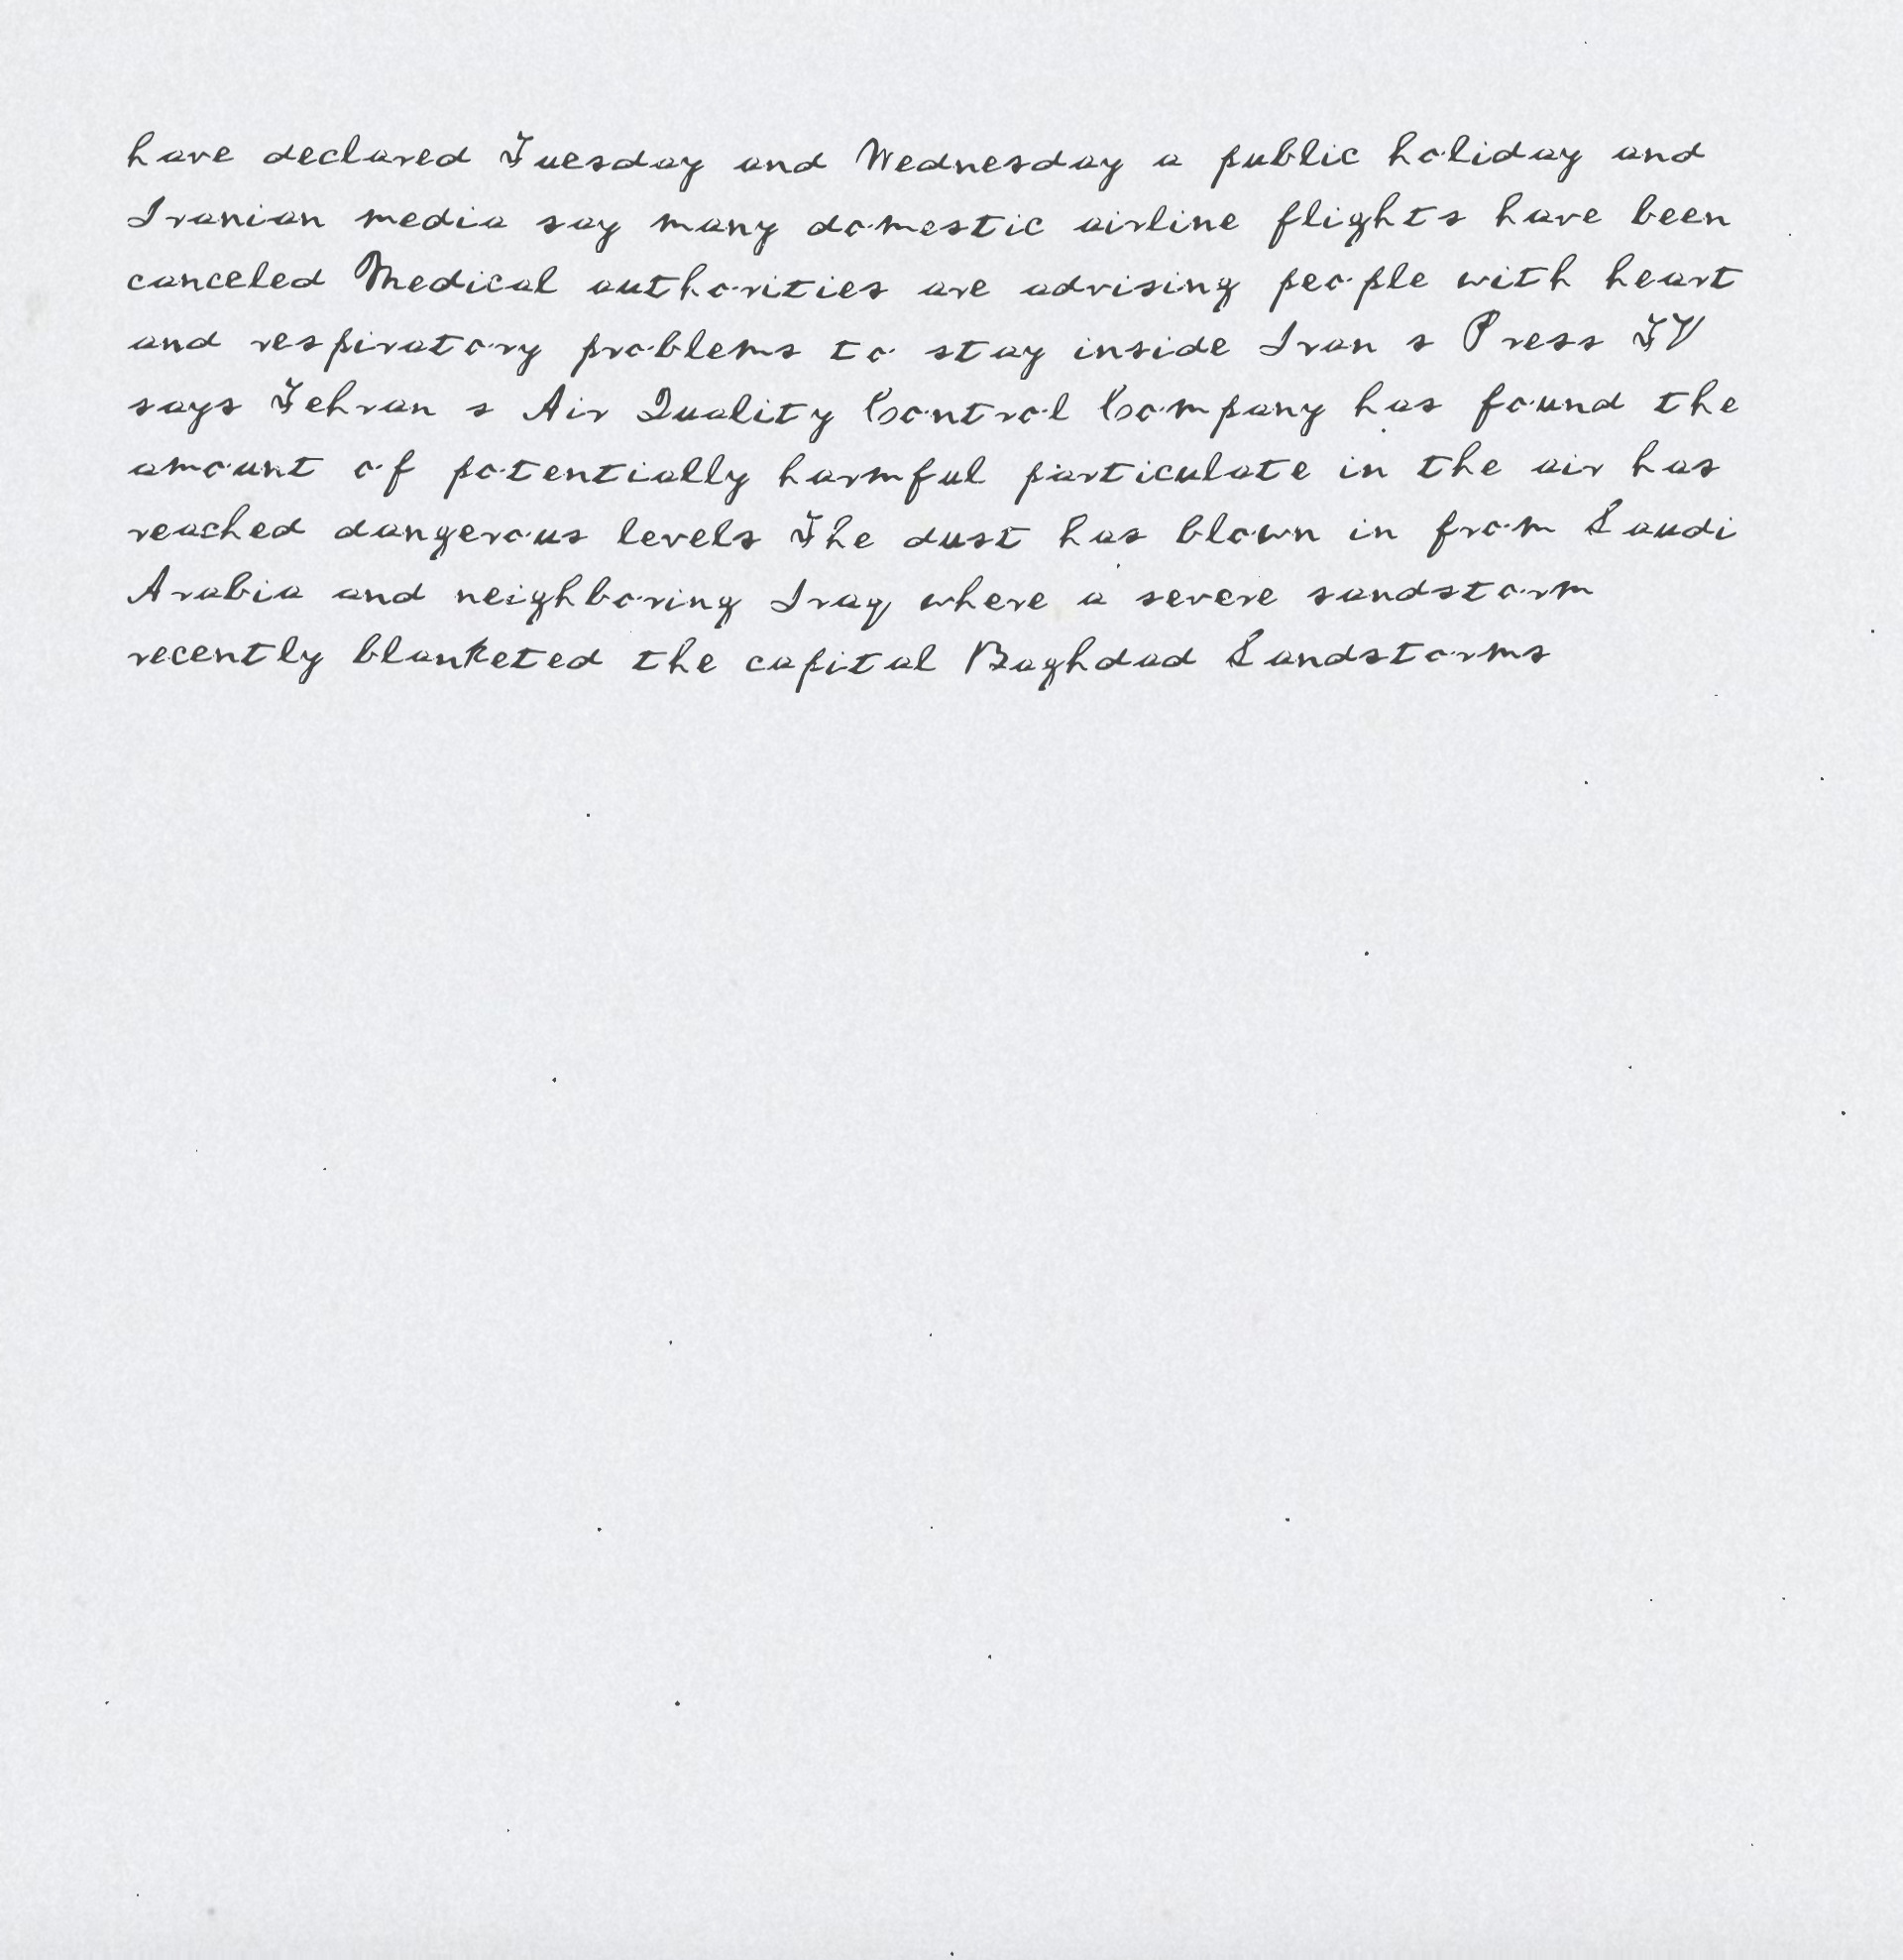 have declared Tuesday and Wednesday a public holiday and
Iranian media say many domestic airline flights have been
canceled Medical authorities are advising people with heart
and respiratory problems to stay inside Iran s Press TV
says Tehran s Air Quality Control Company has found the
amount of potentially harmful particulate in the air has
reached dangerous levels The dust has blown in from Saudi
Arabia and neighboring Iraq where a severe sandstorm
recently blanketed the capital Baghdad Sandstorms